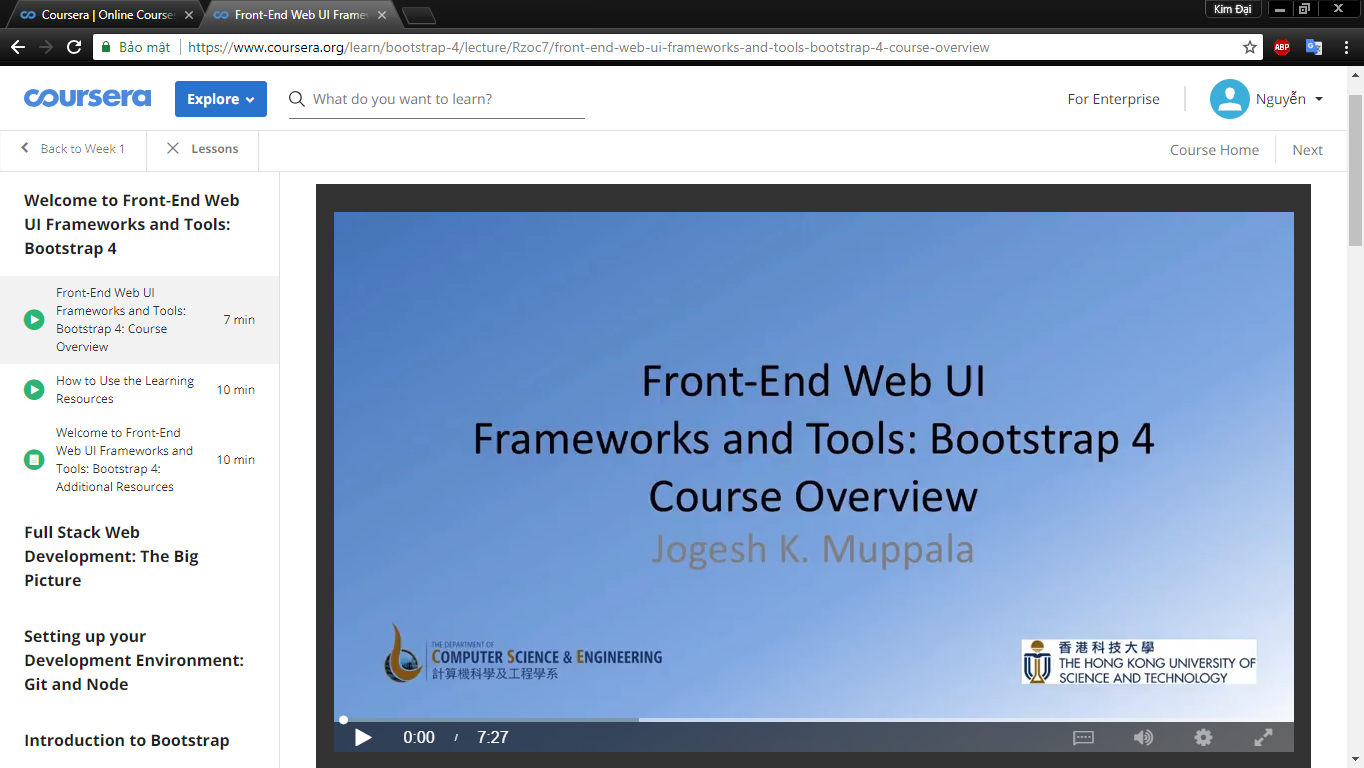 Coursera | Online Course
Front-End Web UI Framew
Kim Đại
Bảo mật
https://www.coursera.org/learn/bootstrap-4/lecture/Rzoc7/front-end-web-ui-frameworks-and-tools-bootstrap-4-course-overview
ABP
coursera
Explore
What do you want to learn?
For Enterprise
Nguyễn
Back to Week 1
Lessons
Course Home
Next
Welcome to Front-End Web
UI Frameworks and Tools:
Bootstrap 4
Front-End Web UI
Frameworks and Tools:
Bootstrap 4: Course
Overview
7 min
How to Use the Learning
Resources
10 min
Welcome to Front-End
Web UI Frameworks and
Tools: Bootstrap 4:
Additional Resources
10 min
Full Stack Web
Development: The Big
Picture
Setting up your
Development Environment:
Git and Node
Introduction to Bootstrap
Front-End Web UI
Frameworks and Tools: Bootstrap 4
Course Overview
Jogesh K. Muppala
THE DEPARTMENT OF
COMPUTER SCIENCE & ENGINEERING
計算機科學及工程學系
香港科技大學
THE HONG KONG UNIVERSITY OF
SCIENCE AND TECHNOLOGY
0:00 / 7:27